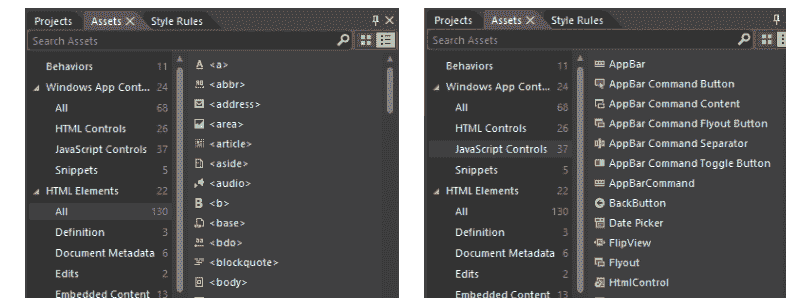 Projects Assets Style Rules
Search Assets
Behaviors 11
Windows App Cont... 24
All 68
HTML Controls 26
JavaScript Controls 37
Snippets 5
HTML Elements 22
All 130
Definition 3
Document Metadata 6
Edits 2
Embedded Content 13
<a>
<abbr>
<address>
<area>
<article>
<aside>
<audio>
<b>
<base>
<bdo>
<blockquote>
<body>
Projects Assets Style Rules
Search Assets
Behaviors 11
Windows App Cont... 24
All 68
HTML Controls 26
JavaScript Controls 37
Snippets 5
HTML Elements 22
All 130
Definition 3
Document Metadata 6
Edits 2
Embedded Content 13
AppBar
AppBar Command Button
AppBar Command Content
AppBar Command Flyout Button
AppBar Command Separator
AppBar Command Toggle Button
AppBarCommand
BackButton
Date Picker
FlipView
Flyout
HtmlControl